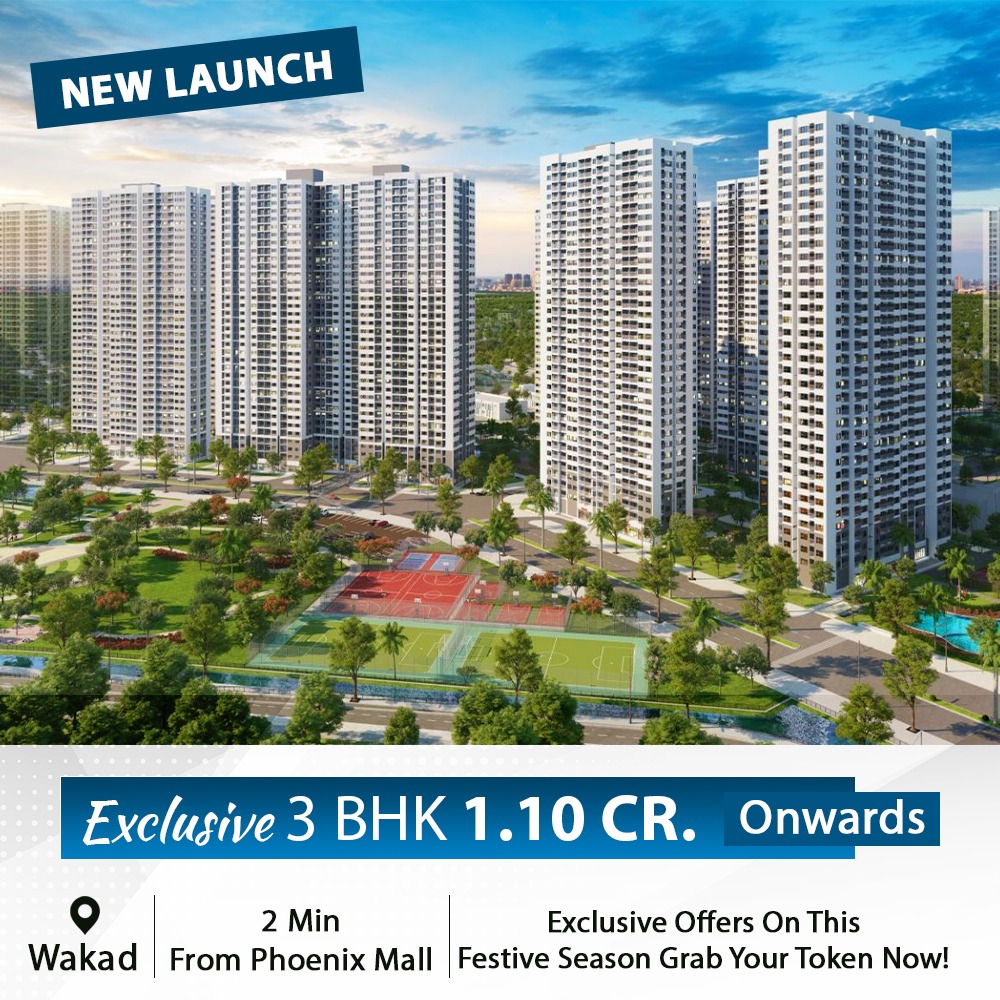 NEW LAUNCH
Exclusive 3 BHK 1.10 CR. Onwards
Wakad
2 Min
From Phoenix Mall
Exclusive Offers On This
Festive Season Grab Your Token Now!